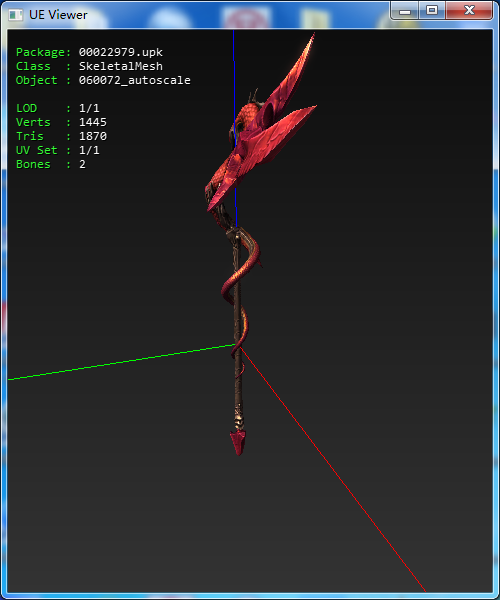 UE Viewer
Package: 00022979.upk
Class  : SkeletalMesh
Object : 060072_autoscale
LOD    : 1/1
Verts  : 1445
Tris   : 1870
UV Set : 1/1
Bones  : 2